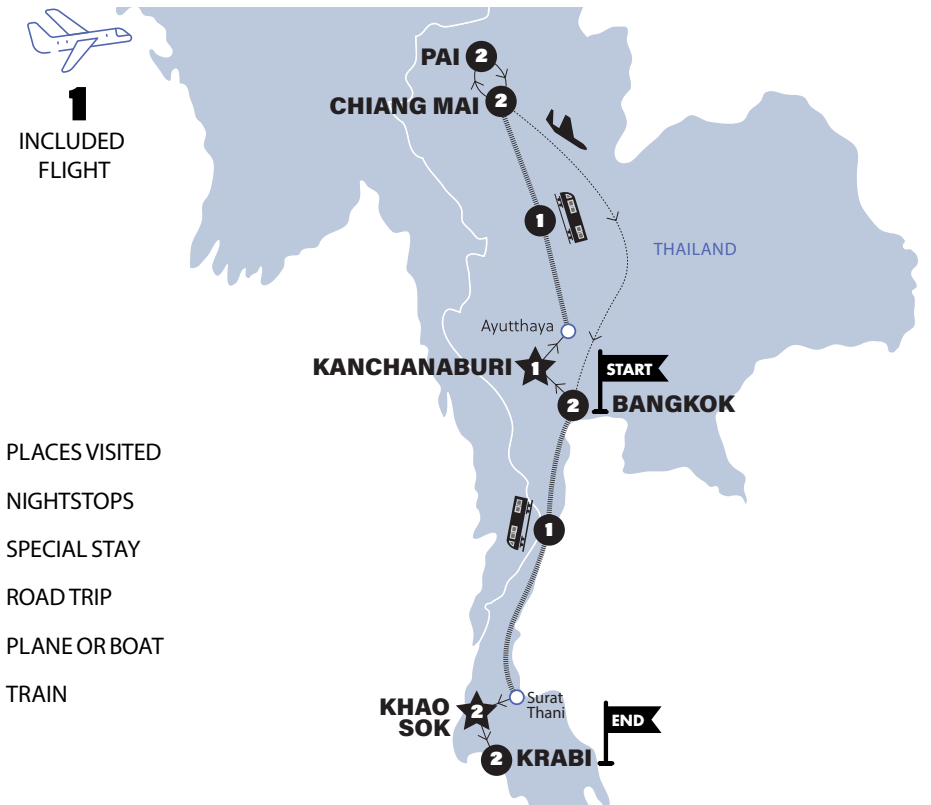 1
INCLUDED
FLIGHT
PAI 2
CHIANG MAI 2
1
THAILAND
Ayutthaya
KANCHANABURI 1
START
2 BANGKOK
PLACES VISITED
NIGHTSTOPS
1
SPECIAL STAY
ROAD TRIP
PLANE OR BOAT
TRAIN
Surat
Thani
KHAO
SOK
2
END
2 KRABI